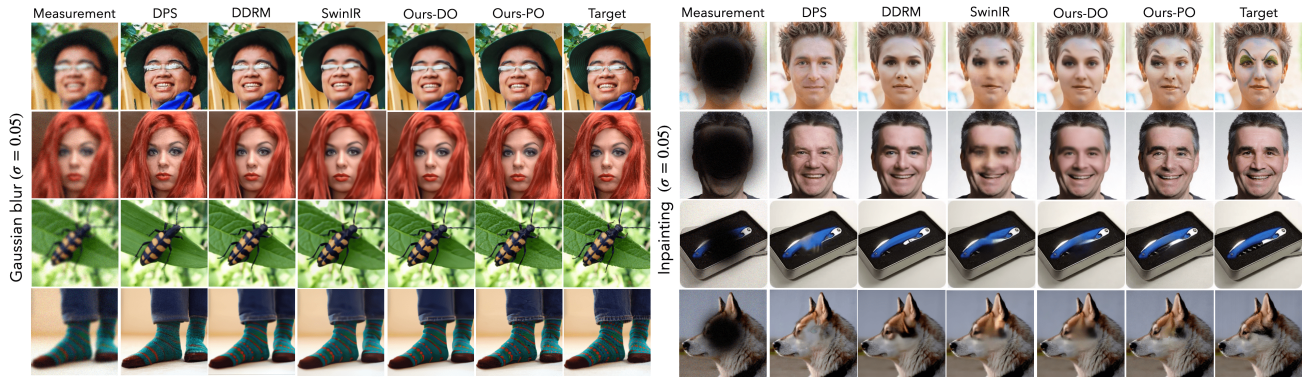 Measurement DPS DDRM SwinIR Ours-DO Ours-PO Target
Gaussian blur (σ = 0.05)
Measurement DPS DDRM SwinIR Ours-DO Ours-PO Target
Inpainting (σ = 0.05)